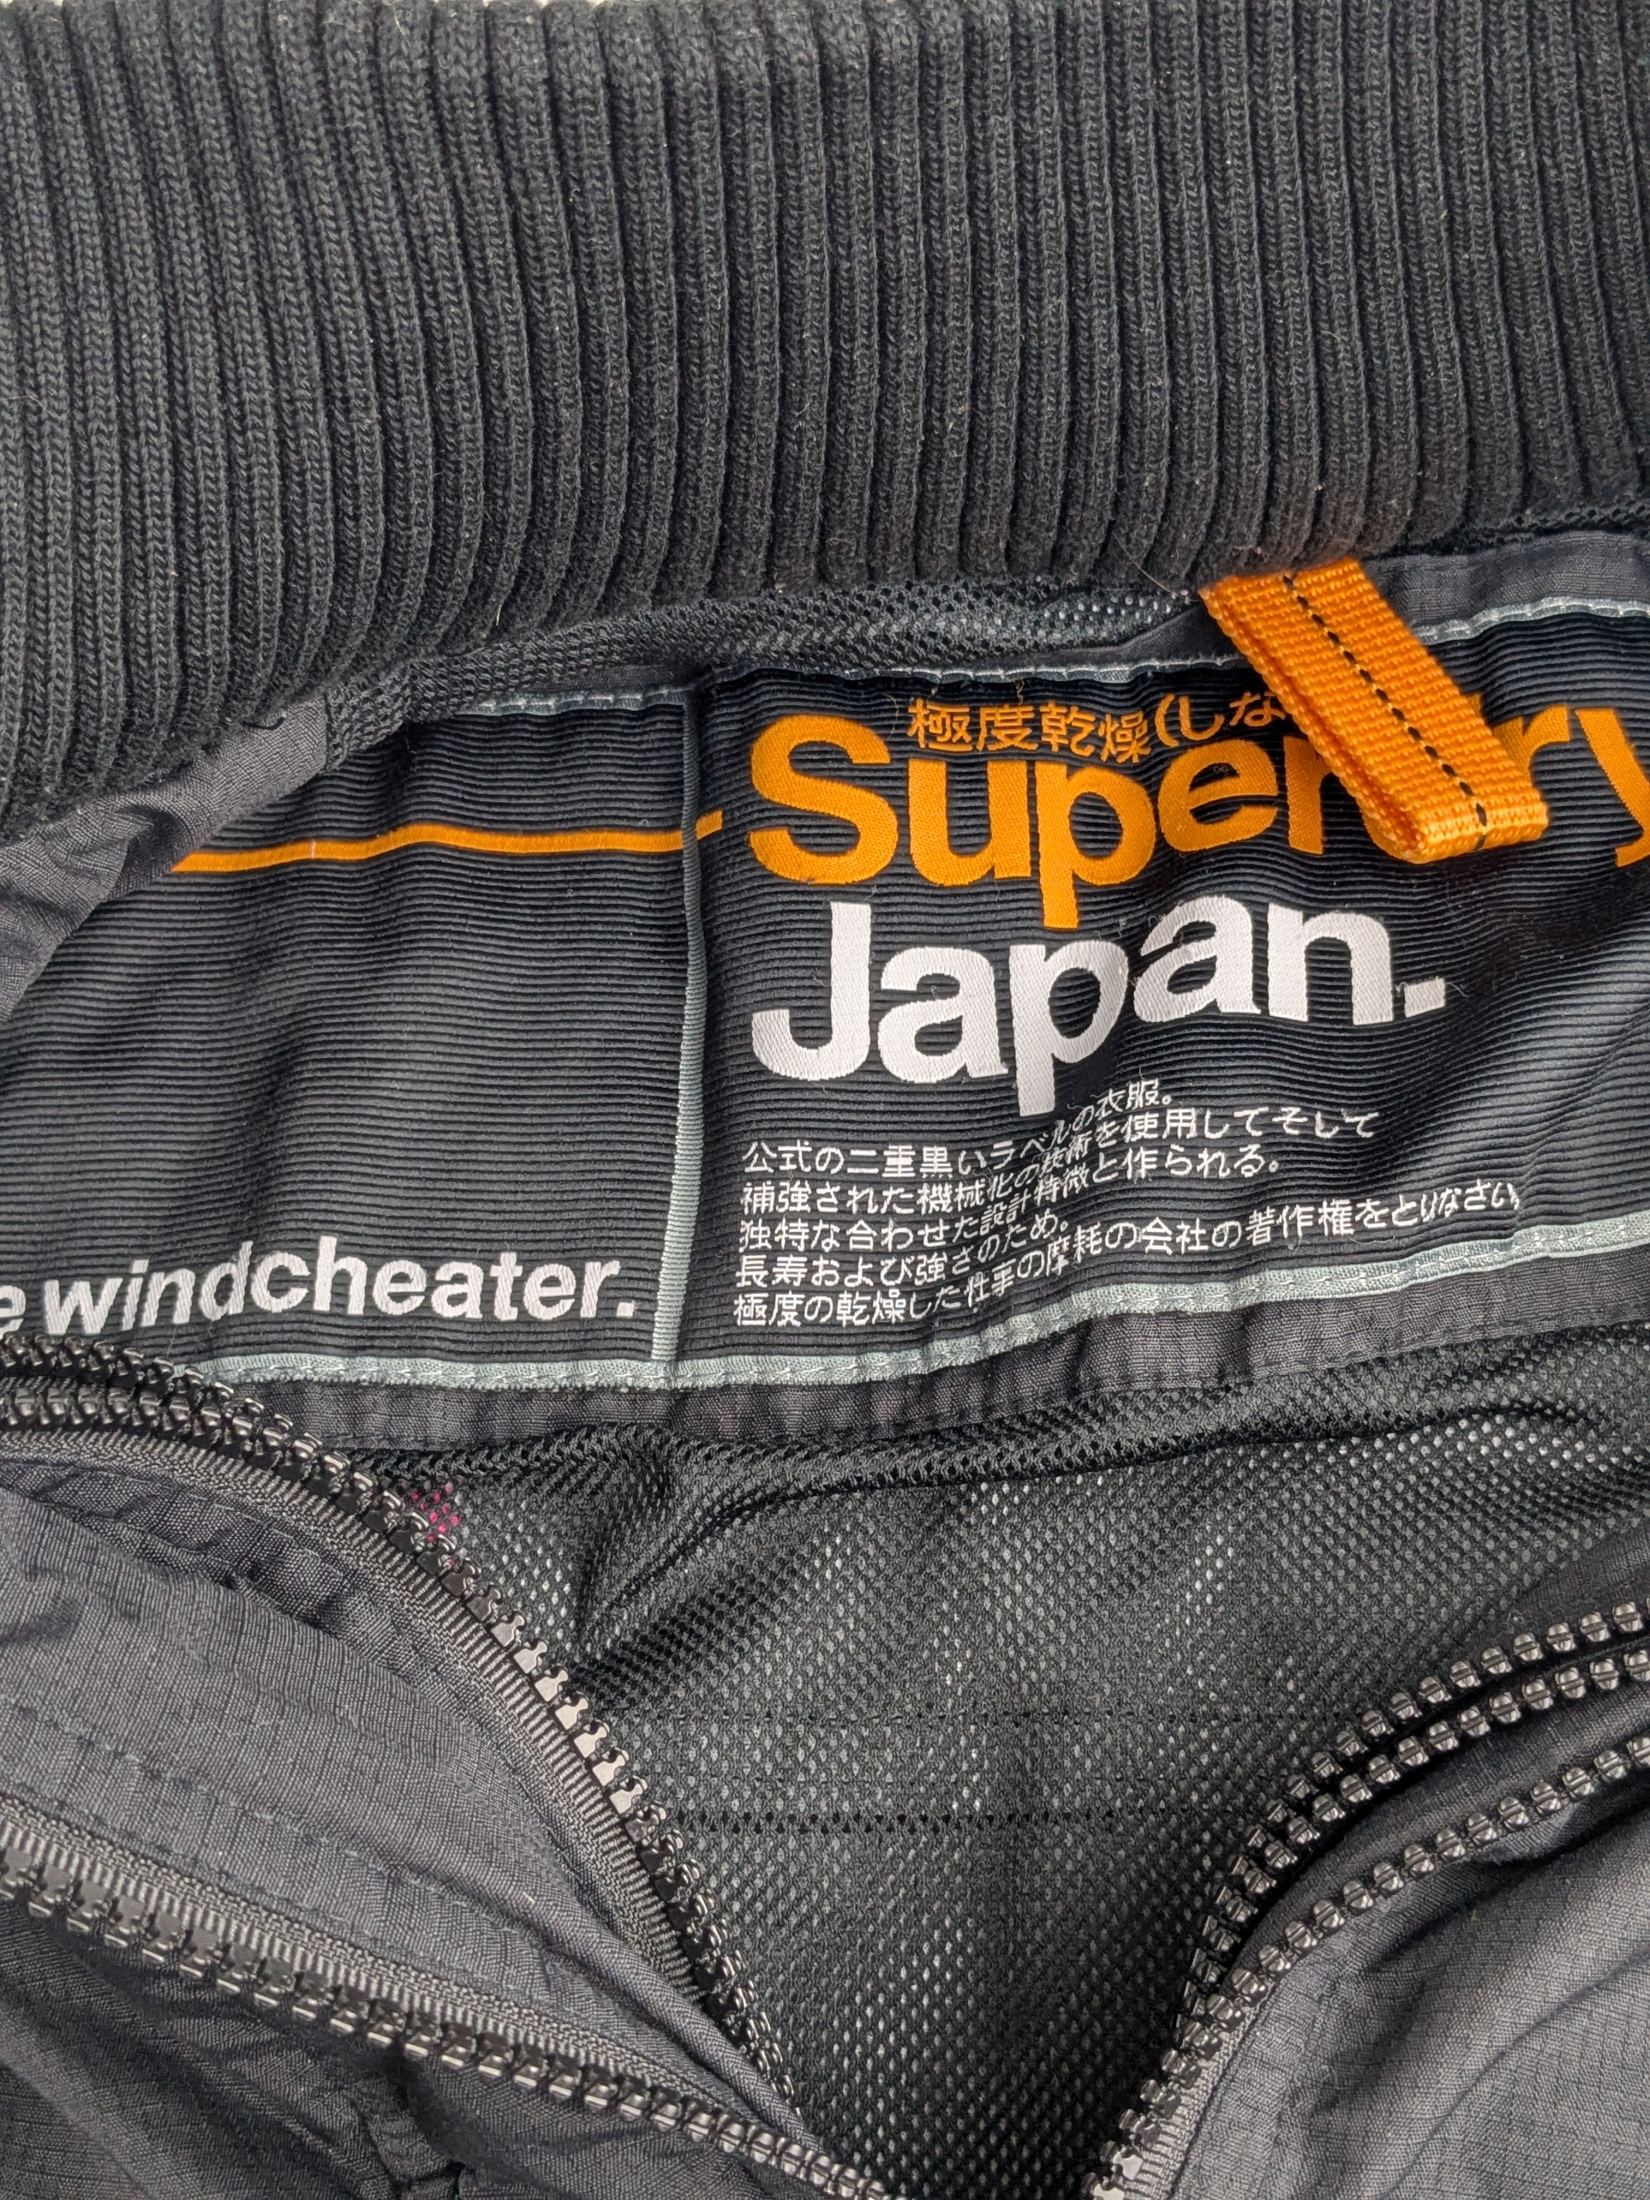 極度乾燥(しな
Superdry
Japan.
公式の二重黒いラベルの衣服。
補強された機械化の技術を使用してそして
独特な合わせた設計特徴と作られる。
長寿および強さのため。
極度の乾燥した仕事の摩耗の会社の著作権をとりなさい
e windcheater.